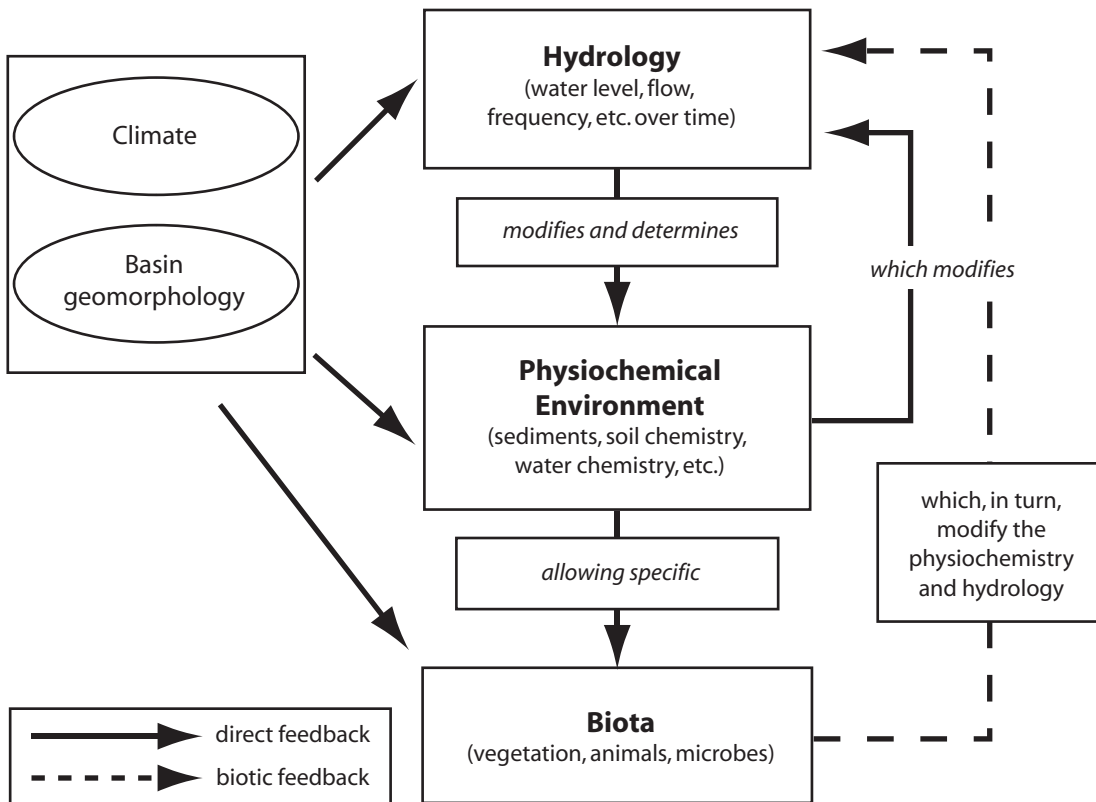 Climate
Basin
geomorphology
Hydrology
(water level, flow,
frequency, etc. over time)
modifies and determines
which modifies
Physiochemical
Environment
(sediments, soil chemistry,
water chemistry, etc.)
which, in turn,
modify the
physiochemistry
and hydrology
allowing specific
Biota
(vegetation, animals, microbes)
direct feedback
biotic feedback